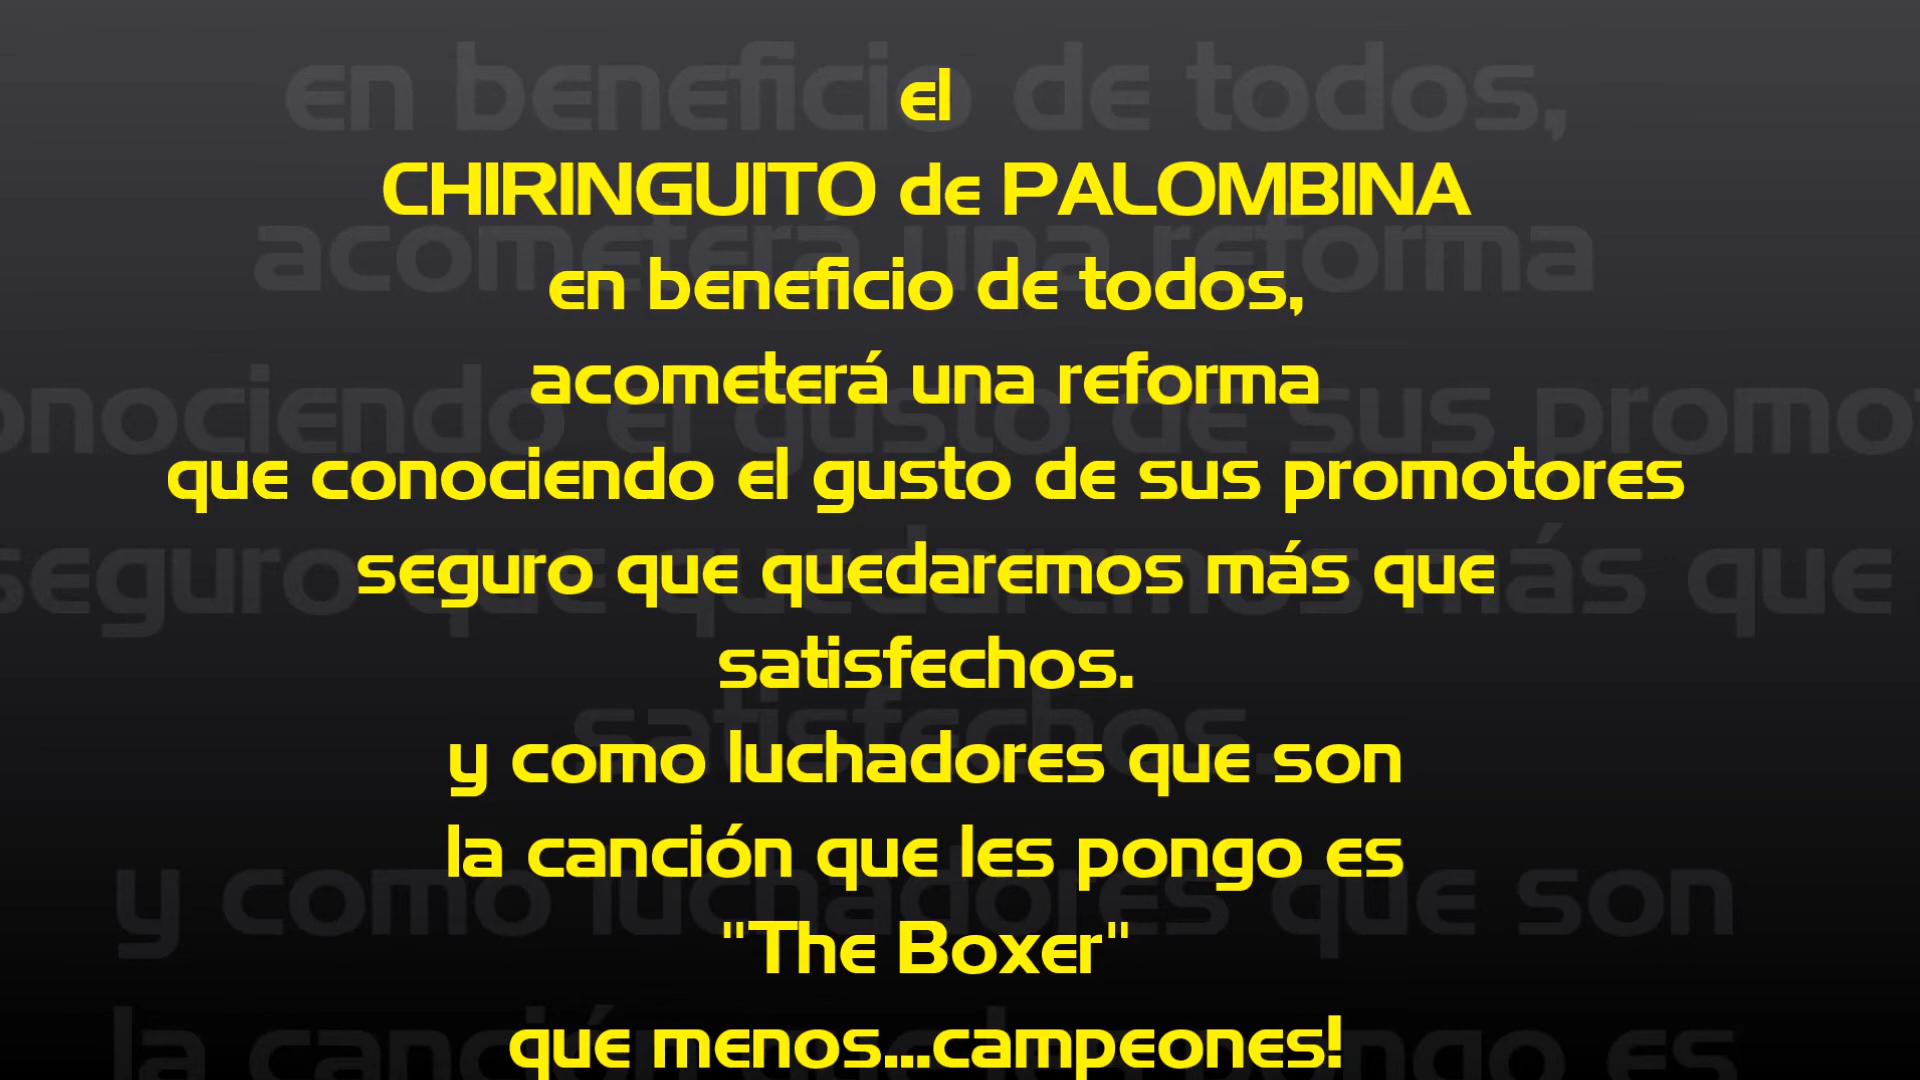 el
CHIRINGUITO de PALOMBINA
en beneficio de todos,
acometerá una reforma
que conociendo el gusto de sus promotores
seguro que quedaremos más que
satisfechos.
y como luchadores que son
la canción que les pongo es
"The Boxer"
que menos...campeones!